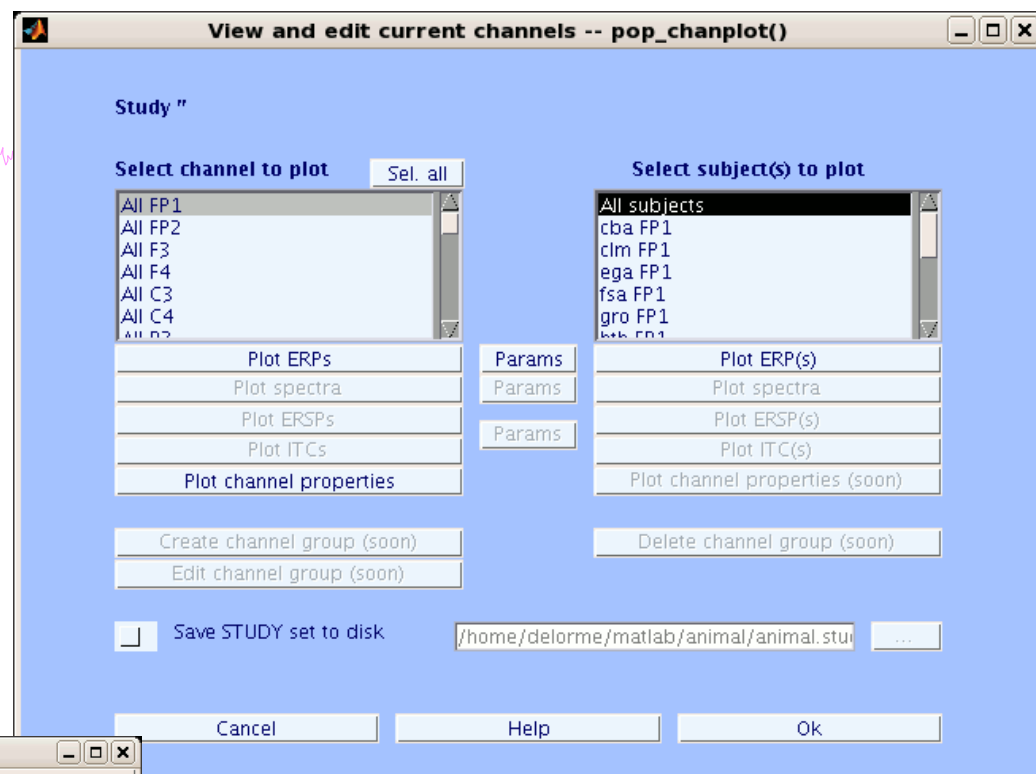 View and edit current channels -- pop_chanplot()
Study "
Select channel to plot
Sel. all
Select subject(s) to plot
All FP1
All FP2
All F3
All F4
All C3
All C4
All subjects
cba FP1
clm FP1
ega FP1
fsa FP1
gro FP1
Plot ERPs
Params
Plot ERP(s)
Plot spectra
Params
Plot spectra
Plot ERSPs
Params
Plot ERSP(s)
Plot ITCs
Plot ITC(s)
Plot channel properties
Plot channel properties (soon)
Create channel group (soon)
Delete channel group (soon)
Edit channel group (soon)
Save STUDY set to disk
/home/delorme/matlab/animal/animal.stu
...
Cancel
Help
Ok